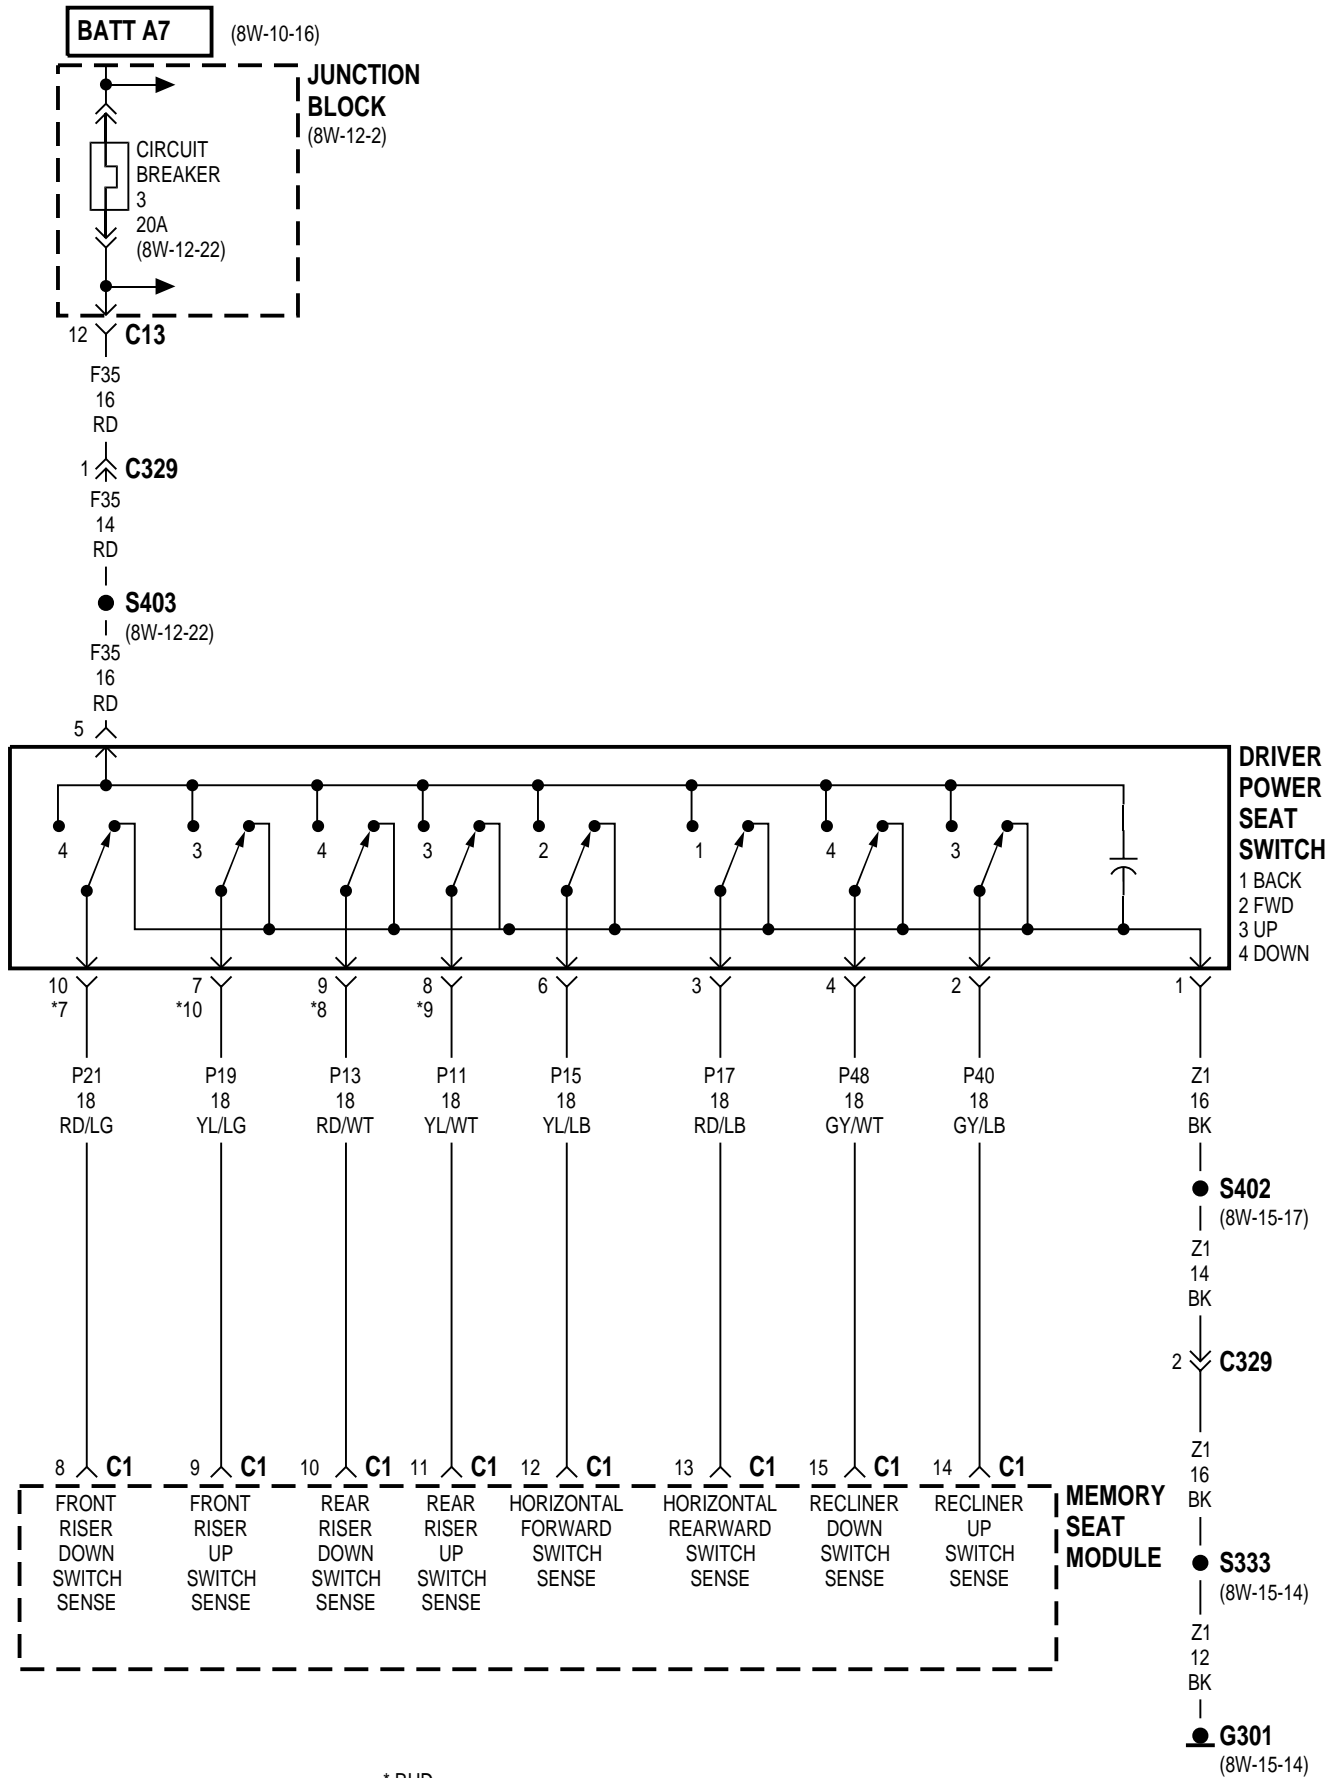 BATT A7
(8W-10-16)
JUNCTION
BLOCK
(8W-12-2)
CIRCUIT
BREAKER
3
20A
(8W-12-22)
12 C13
F35
16
RD
1 C329
F35
14
RD
S403
(8W-12-22)
F35
16
RD
5
DRIVER
POWER
SEAT
SWITCH
1 BACK
2 FWD
3 UP
4 DOWN
4 3 4 3 2 1 4 3
10 7 9 8 6 3 4 2 1
*7 *10 *8 *9
P21 P19 P13 P11 P15 P17 P48 P40 Z1
18 18 18 18 18 18 18 18 16
RD/LG YL/LG RD/WT YL/WT YL/LB RD/LB GY/WT GY/LB BK
S402
(8W-15-17)
Z1
14
BK
2 C329
Z1
16
BK
8 C1 9 C1 10 C1 11 C1 12 C1 13 C1 15 C1 14 C1
FRONT
RISER
DOWN
SWITCH
SENSE
FRONT
RISER
UP
SWITCH
SENSE
REAR
RISER
DOWN
SWITCH
SENSE
REAR
RISER
UP
SWITCH
SENSE
HORIZONTAL
FORWARD
SWITCH
SENSE
HORIZONTAL
REARWARD
SWITCH
SENSE
RECLINER
DOWN
SWITCH
SENSE
RECLINER
UP
SWITCH
SENSE
MEMORY
SEAT
MODULE
S333
(8W-15-14)
Z1
12
BK
G301
(8W-15-14)